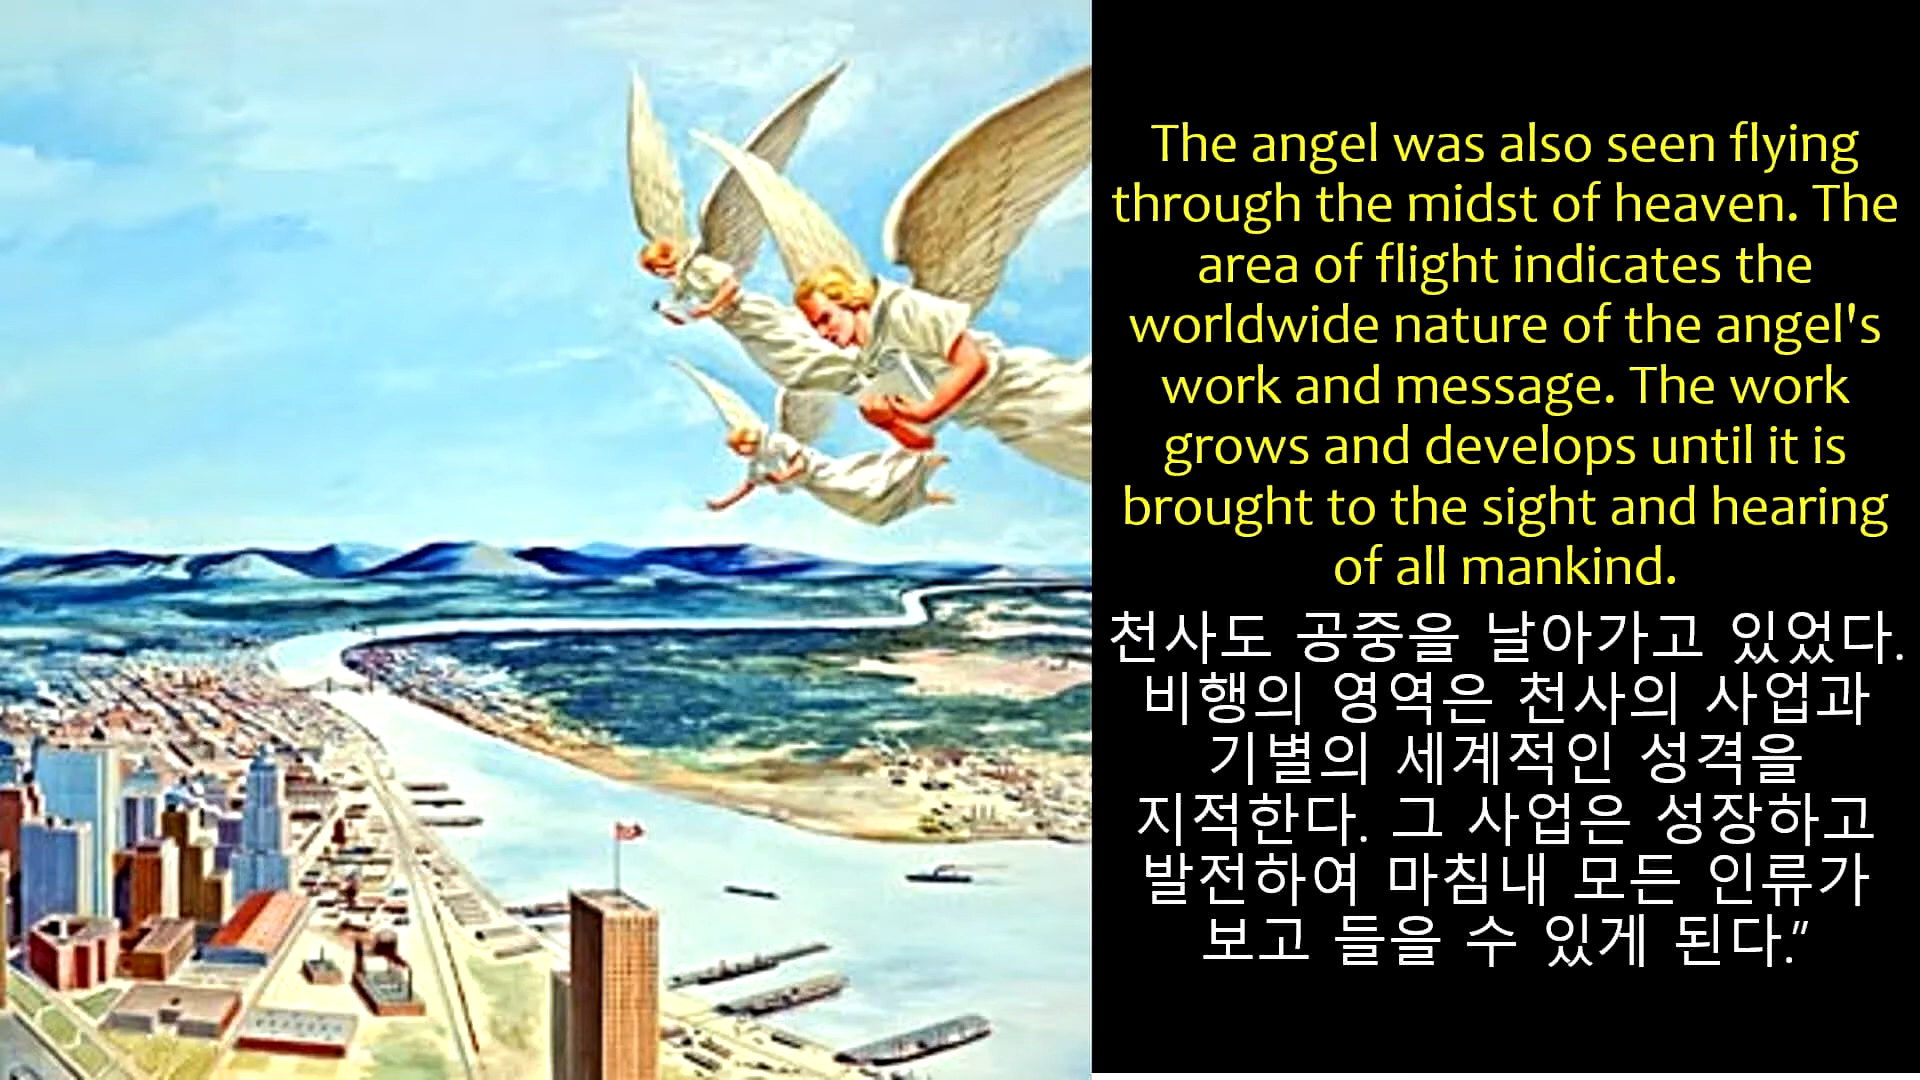 The angel was also seen flying
through the midst of heaven. The
area of flight indicates the
worldwide nature of the angel's
work and message. The work
grows and develops until it is
brought to the sight and hearing
of all mankind.
천사도 공중을 날아가고 있었다.
비행의 영역은 천사의 사업과
기별의 세계적인 성격을
지적한다. 그 사업은 성장하고
발전하여 마침내 모든 인류가
보고 들을 수 있게 된다.”